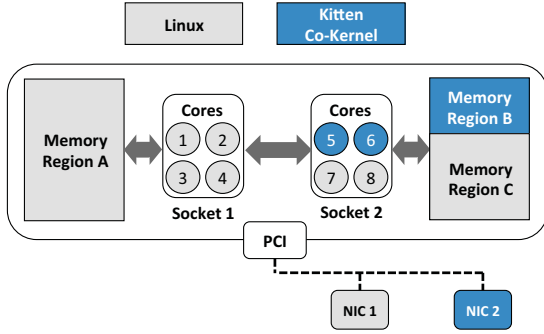 Linux
Kitten
Co-Kernel
Memory
Region A
Cores
1 2
3 4
Socket 1
Cores
5 6
7 8
Socket 2
Memory
Region B
Memory
Region C
PCI
NIC 1
NIC 2